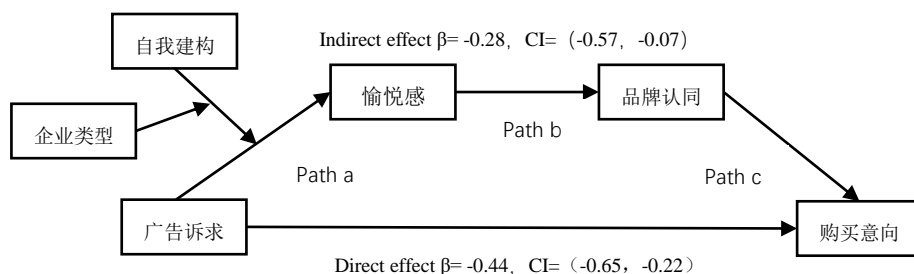 Indirect effect β= -0.28，CI=（-0.57，-0.07）
自我建构
愉悦感
品牌认同
企业类型
Path b
Path a
Path c
广告诉求
购买意向
Direct effect β= -0.44，CI=（-0.65，-0.22）